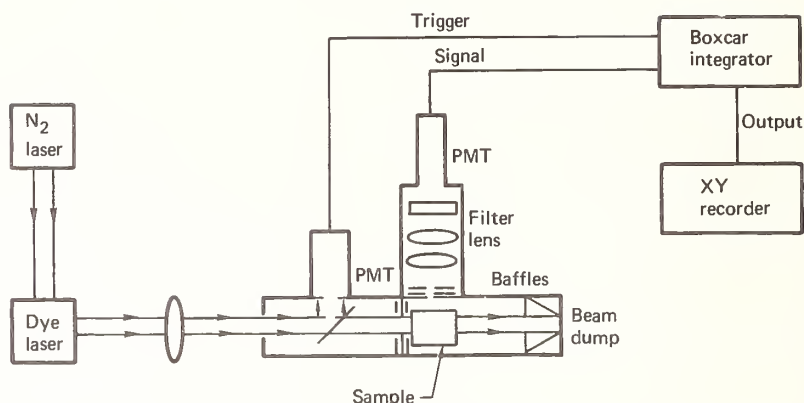 Trigger
Signal
Boxcar
integrator
N2
laser
PMT
Output
XY
recorder
Filter
lens
PMT
Baffles
Dye
laser
Beam
dump
Sample